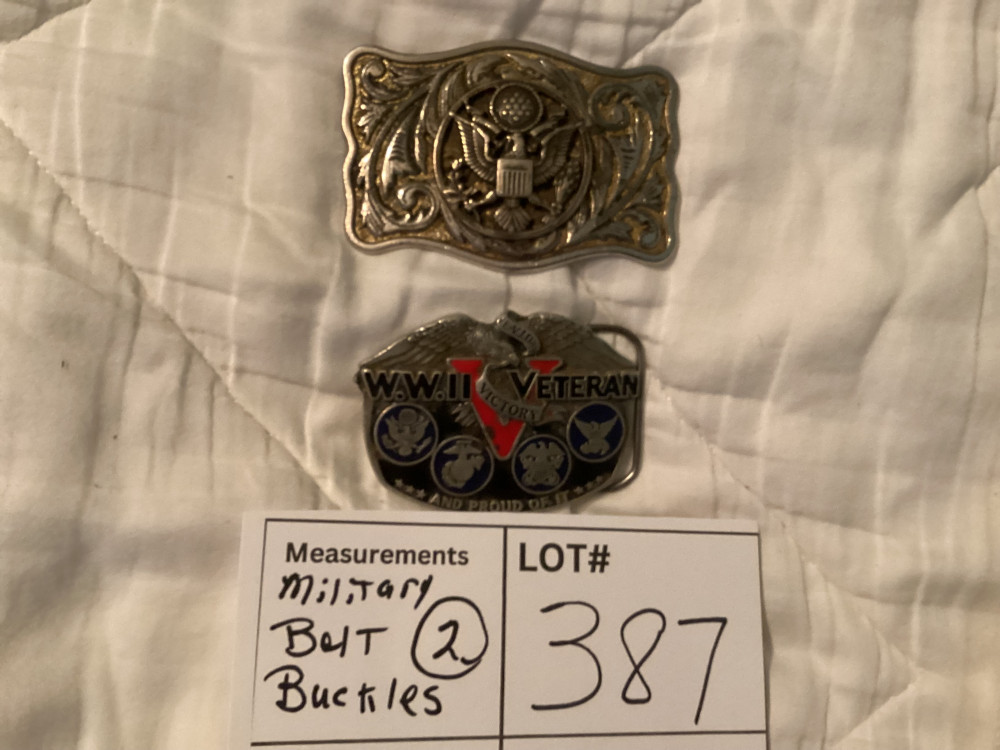 W.W.II VETERAN
VICTORY
AND PROUD OF IT
Measurements
Military
Belt 2
Buckles
LOT#
387